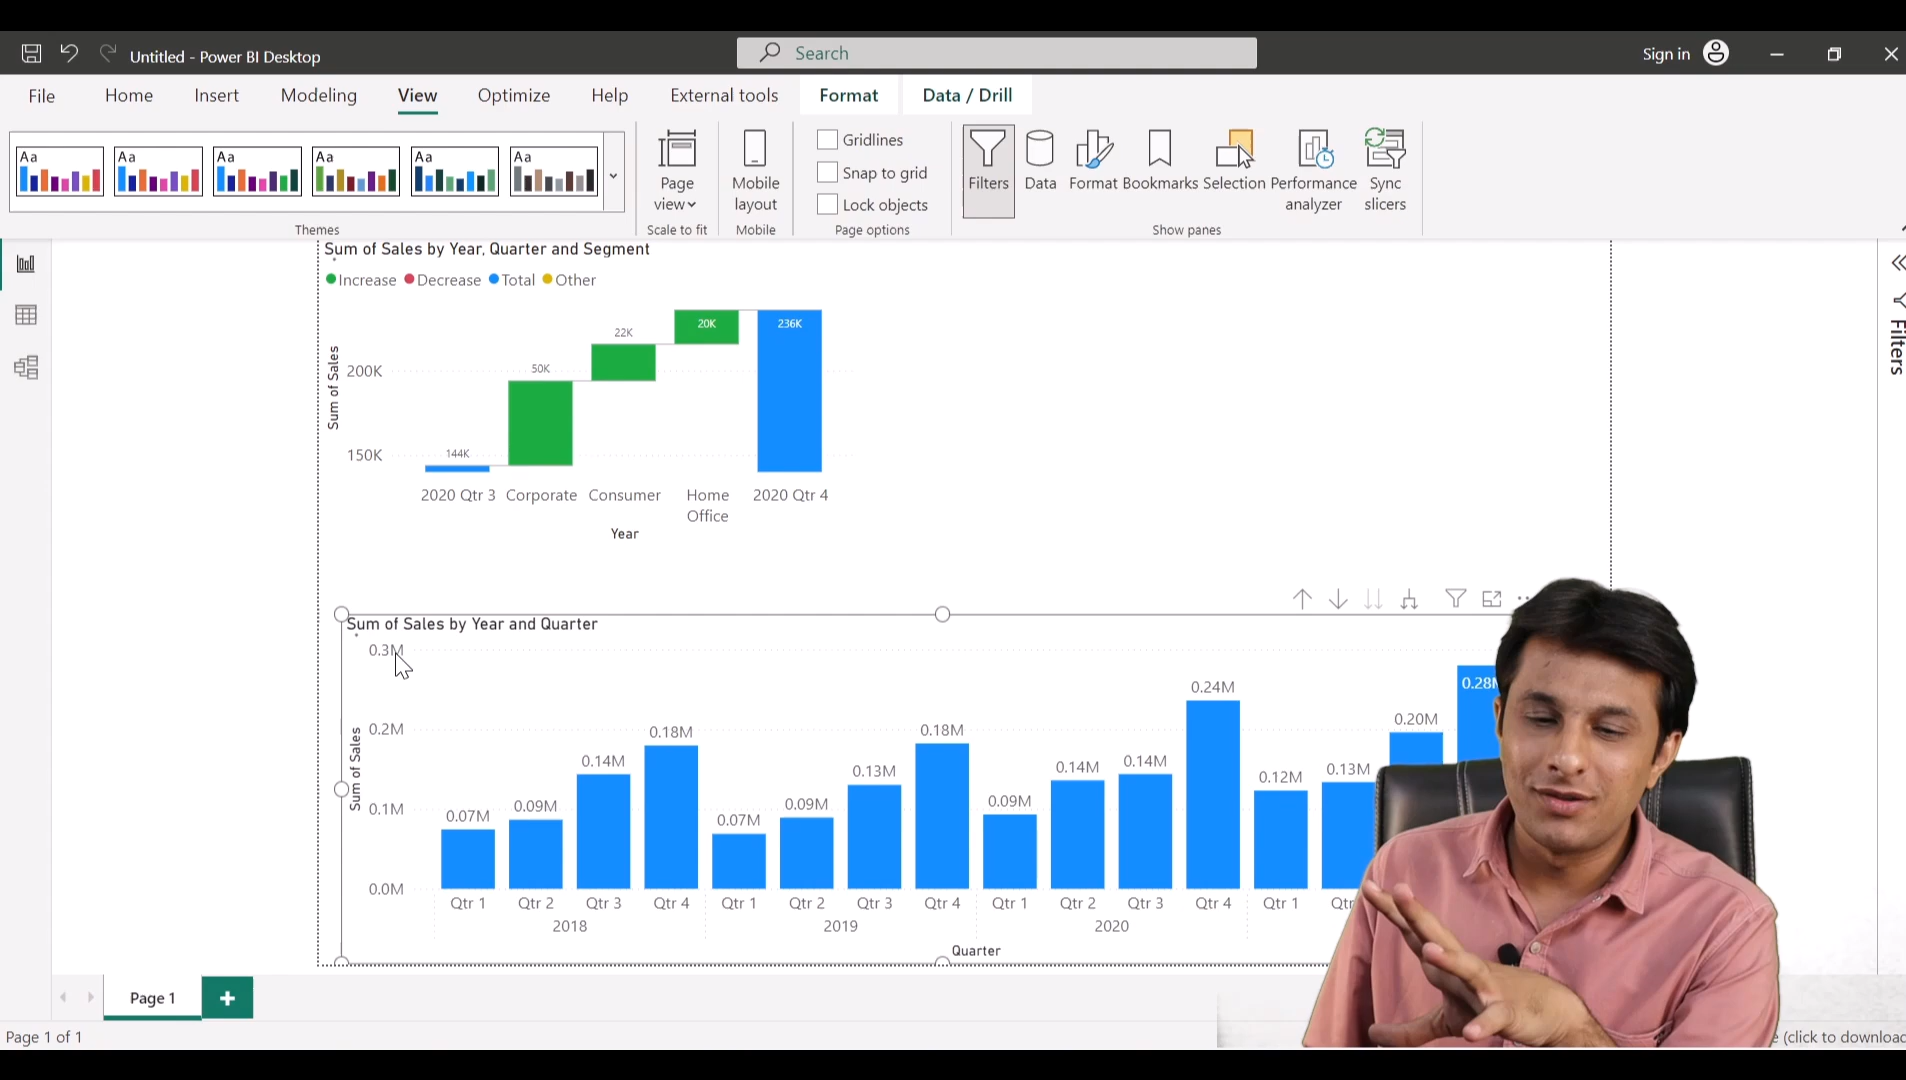 Untitled - Power BI Desktop
Search
Sign in
File Home Insert Modeling View Optimize Help External tools Format Data / Drill
Aa Aa Aa Aa Aa Aa
Themes
Page view
Scale to fit
Mobile layout
Mobile
Gridlines
Snap to grid
Lock objects
Page options
Filters Data Format Bookmarks Selection Performance analyzer Sync slicers
Show panes
Filters
Sum of Sales by Year, Quarter and Segment
Increase Decrease Total Other
Sum of Sales
200K
150K
144K 50K 22K 20K 236K
2020 Qtr 3 Corporate Consumer Home Office 2020 Qtr 4
Year
Sum of Sales by Year and Quarter
Sum of Sales
0.3M
0.2M
0.1M
0.0M
0.07M 0.09M 0.14M 0.18M 0.07M 0.09M 0.13M 0.18M 0.09M 0.14M 0.14M 0.24M 0.12M 0.13M 0.20M
Qtr 1 Qtr 2 Qtr 3 Qtr 4 Qtr 1 Qtr 2 Qtr 3 Qtr 4 Qtr 1 Qtr 2 Qtr 3 Qtr 4 Qtr 1 Qtr
2018 2019 2020
Quarter
Page 1
Page 1 of 1
(click to